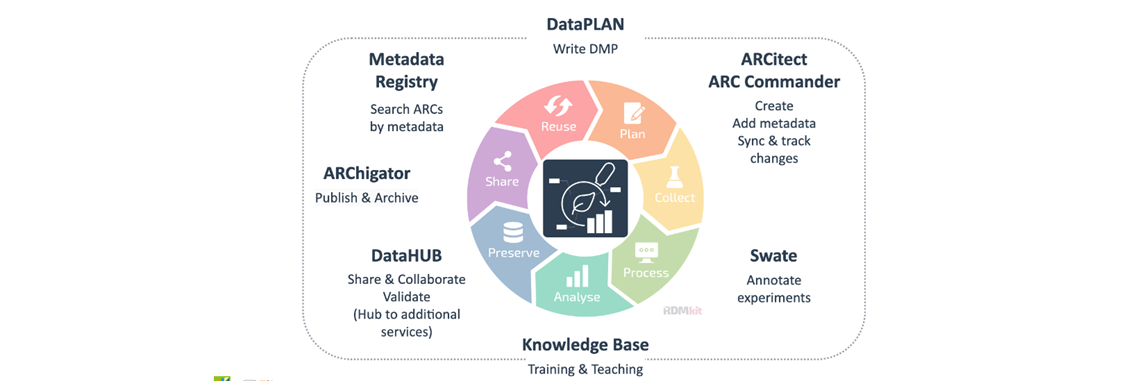 DataPLAN
Write DMP
Metadata
Registry
Search ARCs
by metadata
ARCitect
ARC Commander
Create
Add metadata
Sync & track
changes
Reuse
Plan
Share
Collect
Preserve
Process
Analyse
ARChigator
Publish & Archive
DataHUB
Share & Collaborate
Validate
(Hub to additional
services)
Swate
Annotate
experiments
RDMkit
Knowledge Base
Training & Teaching